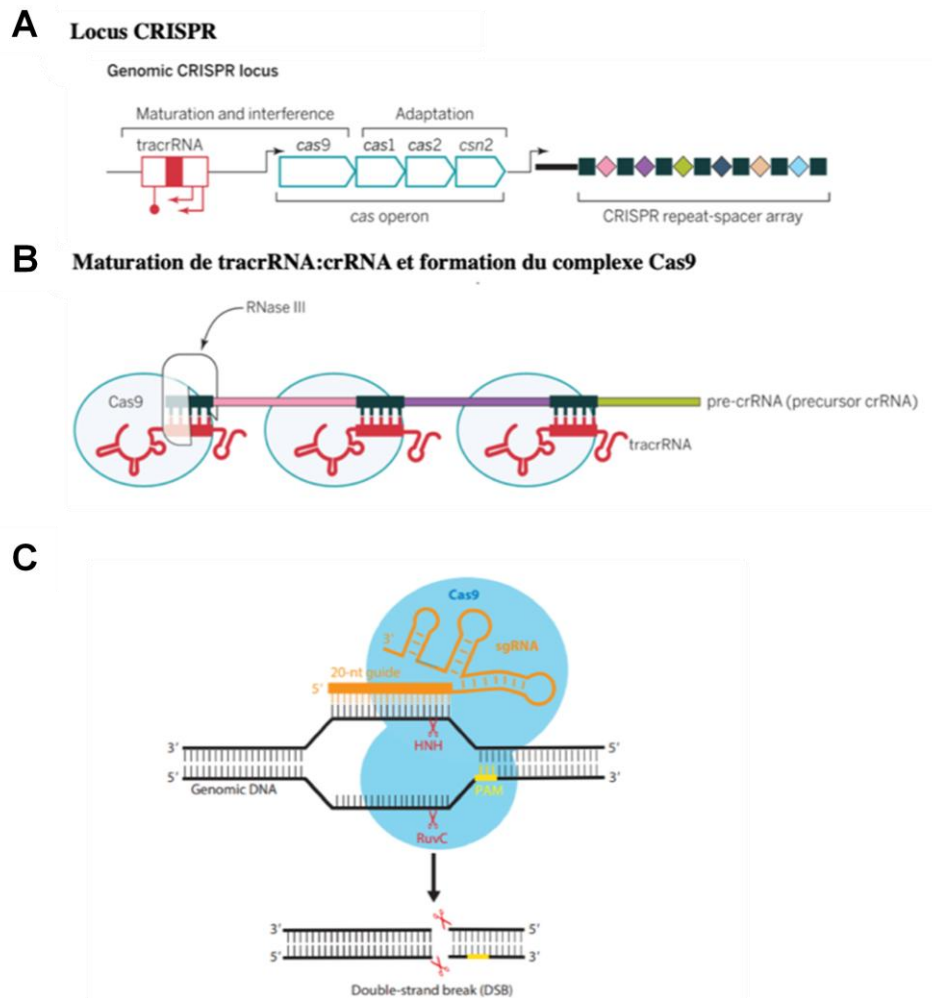 A
Locus CRISPR
Genomic CRISPR locus
Maturation and interference
Adaptation
tracrRNA
cas9
cas1
cas2
csn2
cas operon
CRISPR repeat-spacer array
B
Maturation de tracrRNA:crRNA et formation du complexe Cas9
RNase III
Cas9
pre-crRNA (precursor crRNA)
tracrRNA
C
Cas9
3′
sgRNA
20-nt guide
5′
HNH
3′
5′
5′
3′
Genomic DNA
PAM
RuvC
3′
5′
5′
3′
Double-strand break (DSB)